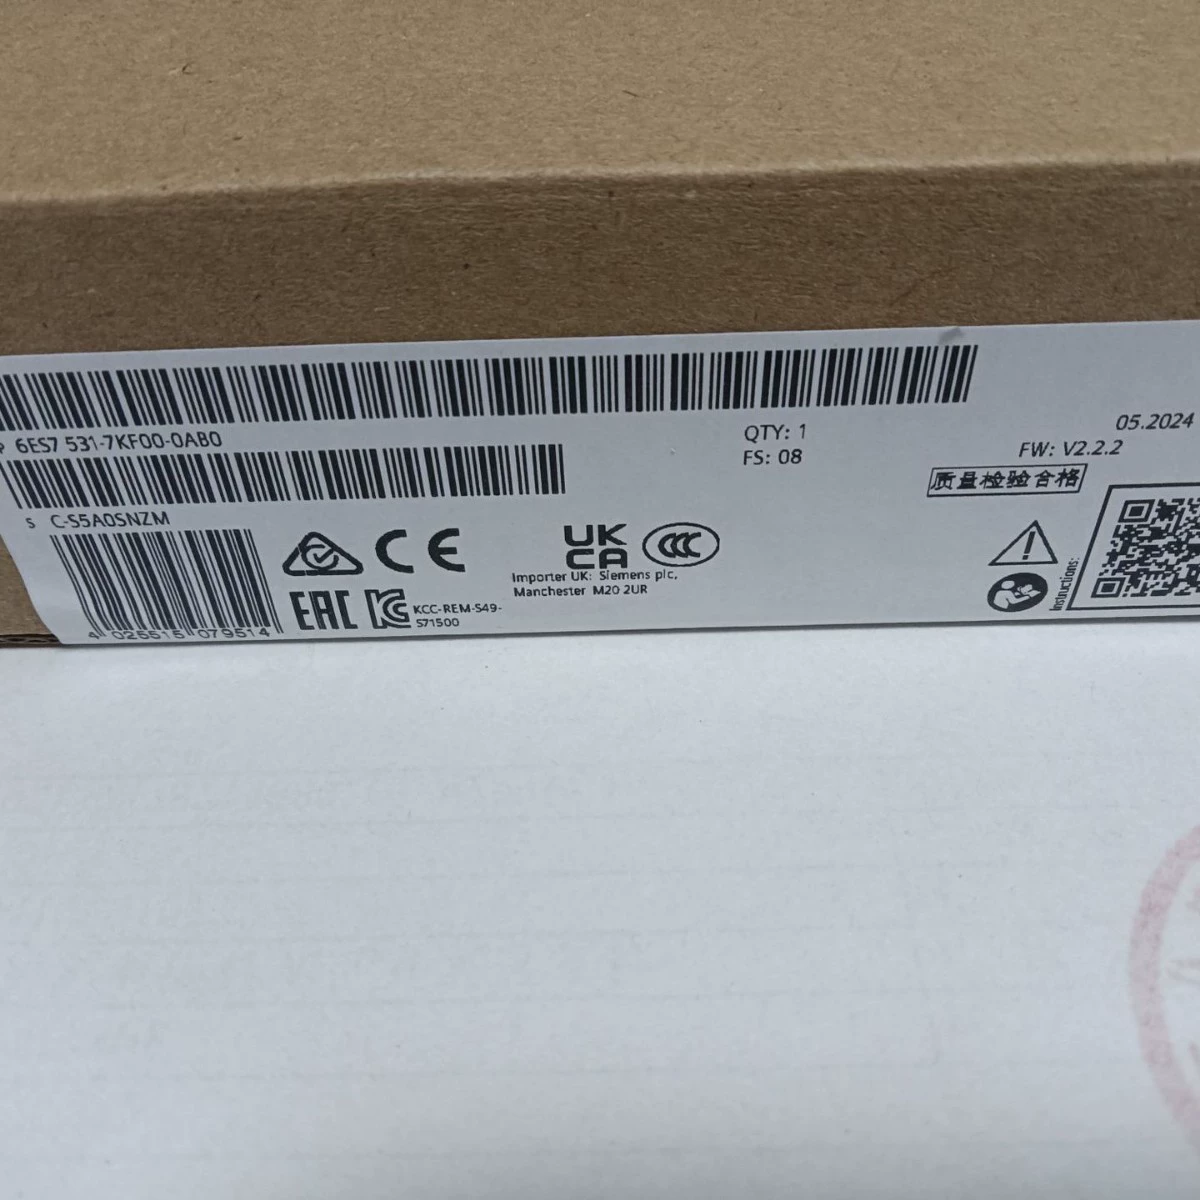 P 6ES7 531-7KF00-0AB0
QTY: 1
05.2024
FS: 08
FW: V2.2.2
质量检验合格
S C-S5A0SNZM
CE
UK
CA
CCC
Importer UK: Siemens plc,
Manchester M20 2UR
EAC
KC
KCC-REM-S49-
S71500
4 025515 079514
Instructions: